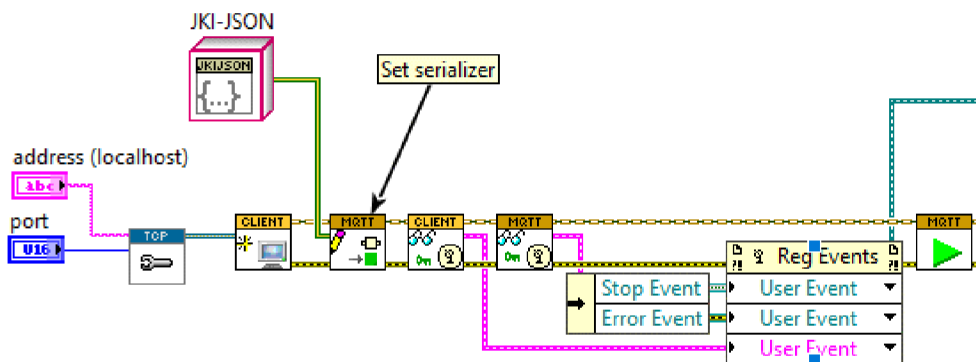 JKI-JSON
JKIJSON
{...}
Set serializer
address (localhost)
abc
port
U16
TCP
CLIENT
MQTT
CLIENT
MQTT
MQTT
Reg Events
Stop Event
User Event
Error Event
User Event
User Event